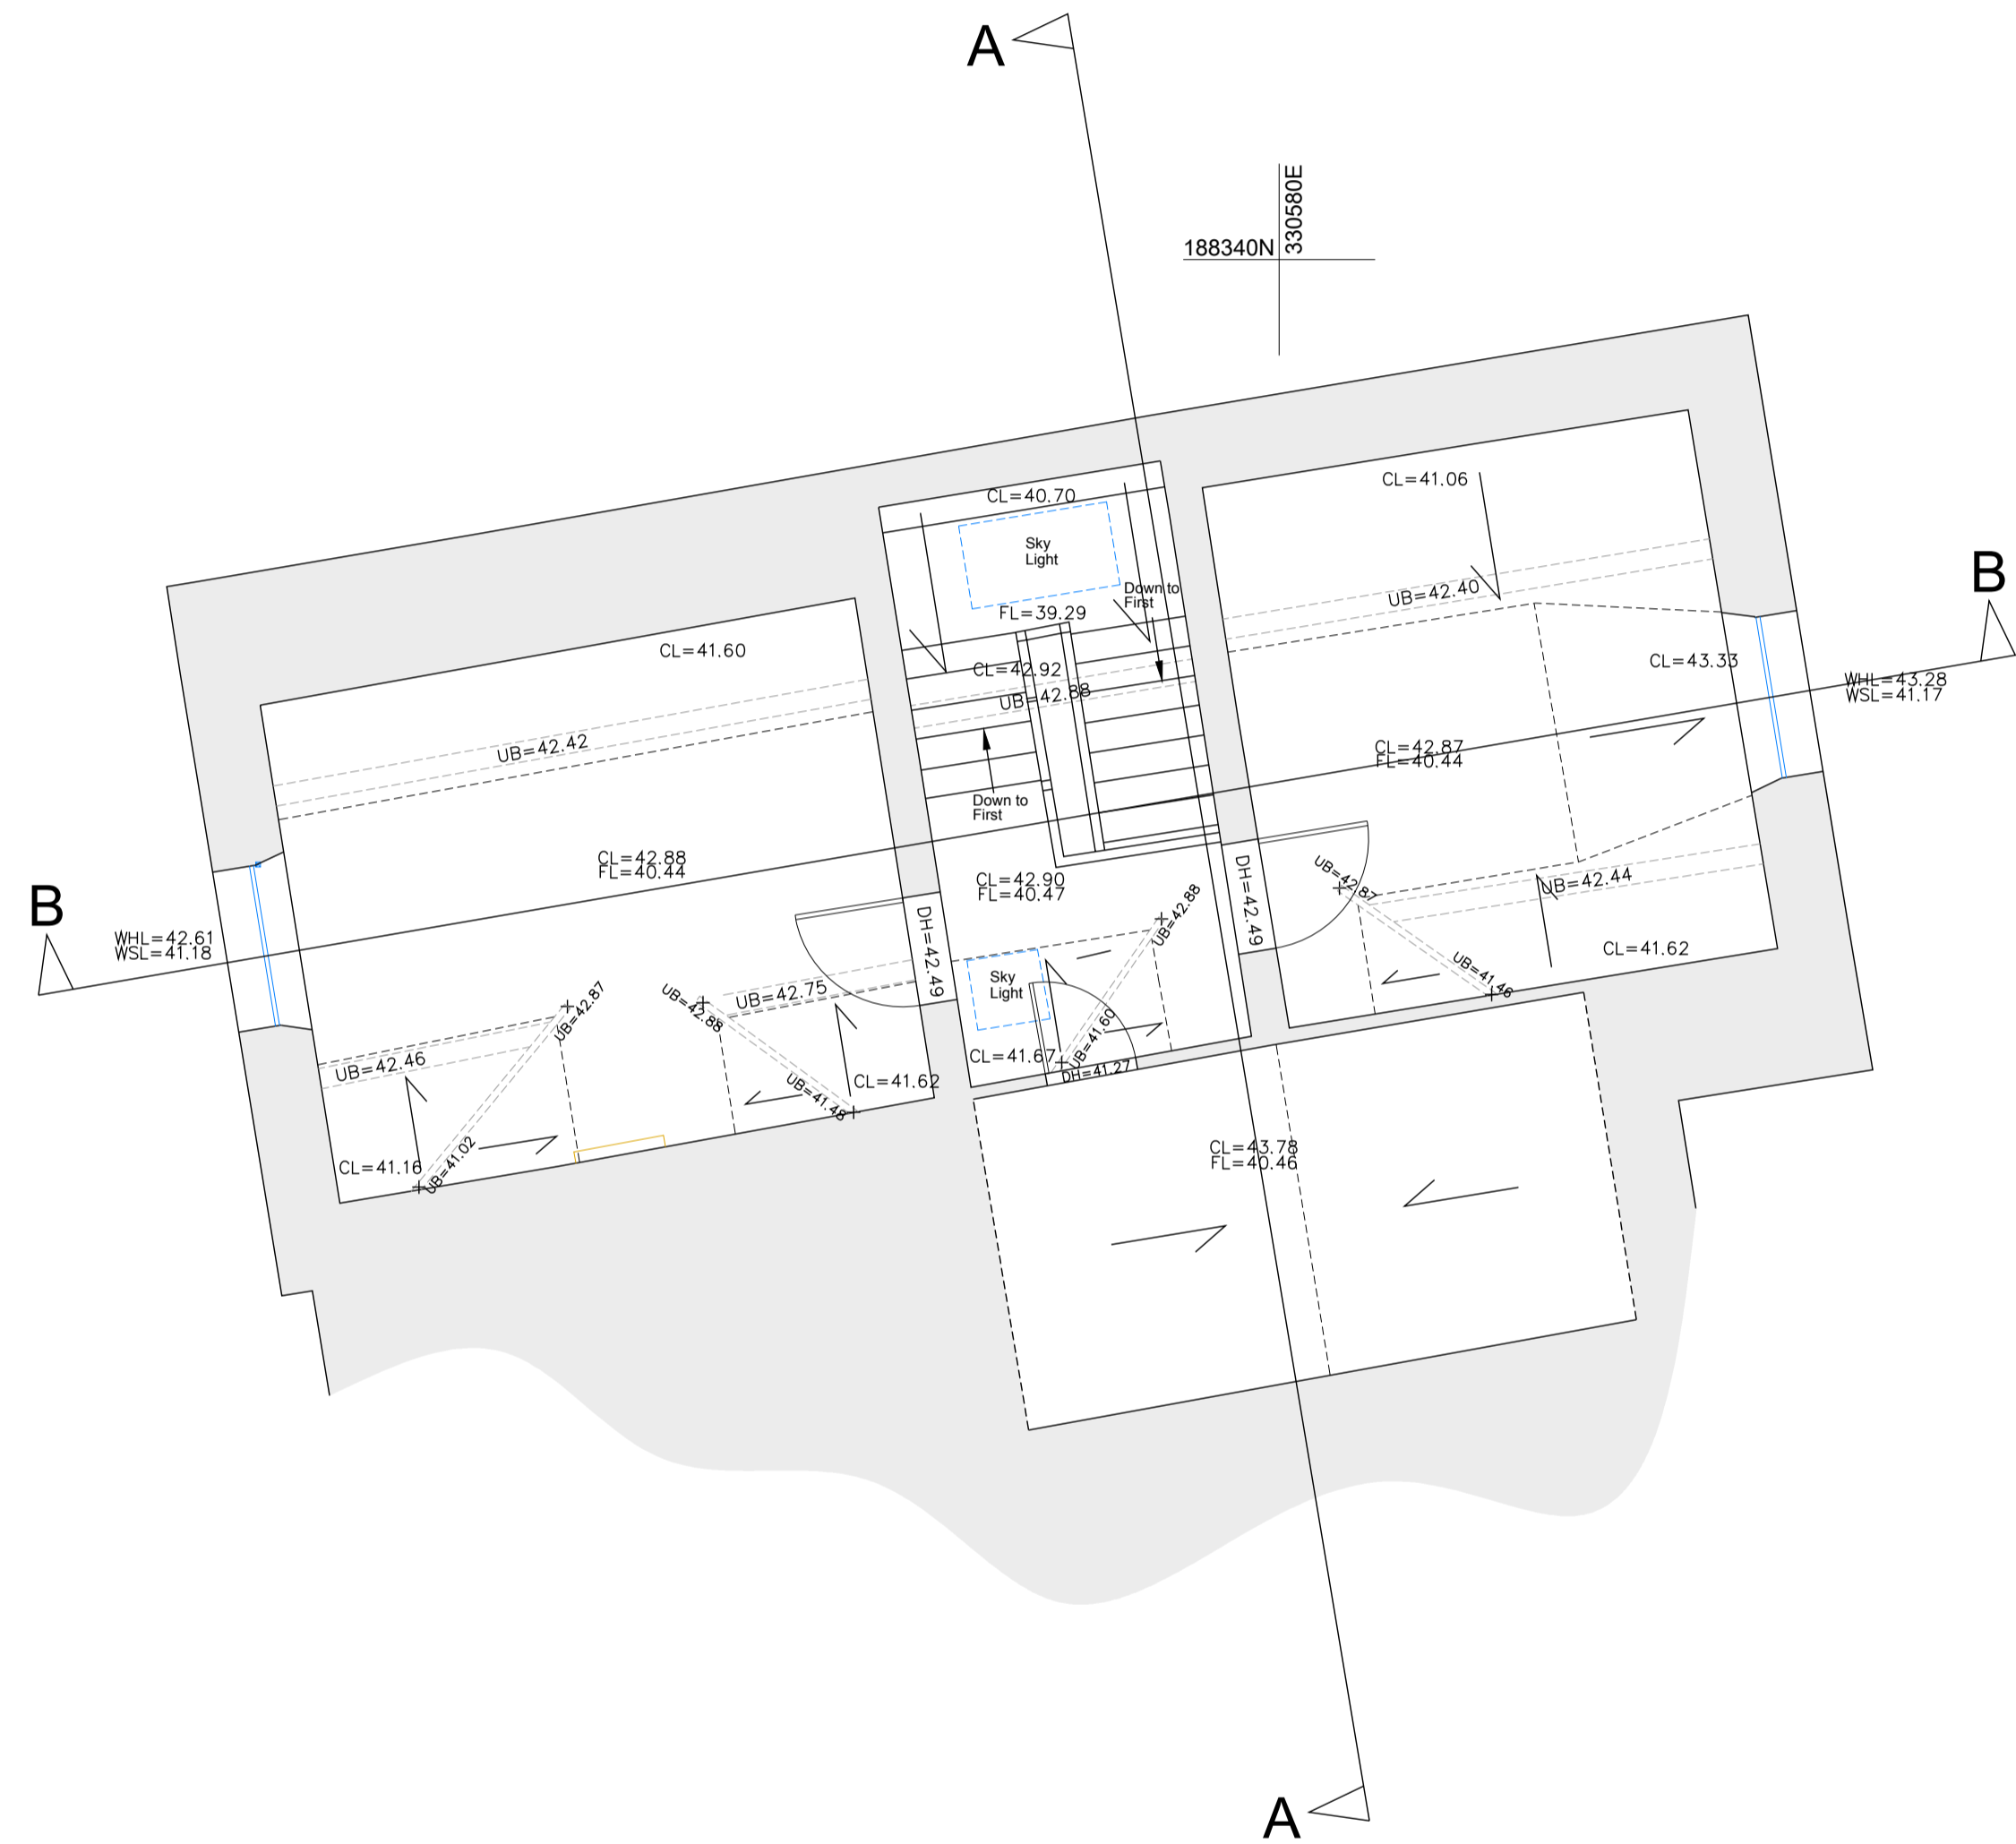 A
330580E
188340N
CL=40.70
CL=41.06
Sky
Light
Down to
First
B
FL=39.29
UB=42.40
CL=41.60
CL=42.92
CL=43.33
UB=42.88
WHL=43.28
WSL=41.17
UB=42.42
CL=42.87
FL=40.44
Down to
First
CL=42.88
FL=40.44
CL=42.90
FL=40.47
UB=42.87
UB=42.44
B
DH=42.49
DH=42.49
UB=42.88
WHL=42.61
WSL=41.18
CL=41.62
Sky
Light
UB=41.46
UB=42.75
UB=42.88
UB=42.87
UB=41.60
CL=41.67
DH=41.27
UB=42.46
CL=41.62
UB=41.48
CL=41.16
UB=41.02
CL=43.78
FL=40.46
A